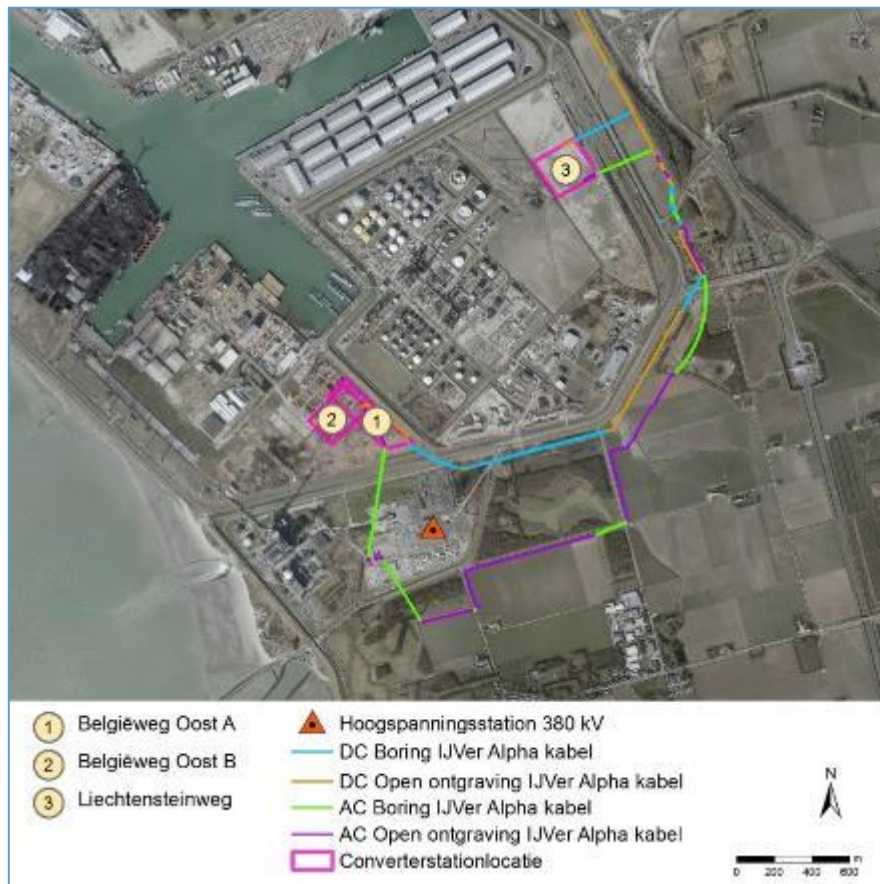 3
2
1
1 Belgiëweg Oost A
2 Belgiëweg Oost B
3 Liechtensteinweg
Hoogspanningsstation 380 kV
DC Boring IJVer Alpha kabel
DC Open ontgraving IJVer Alpha kabel
AC Boring IJVer Alpha kabel
AC Open ontgraving IJVer Alpha kabel
Converterstationlocatie
N
m
0 200 400 600